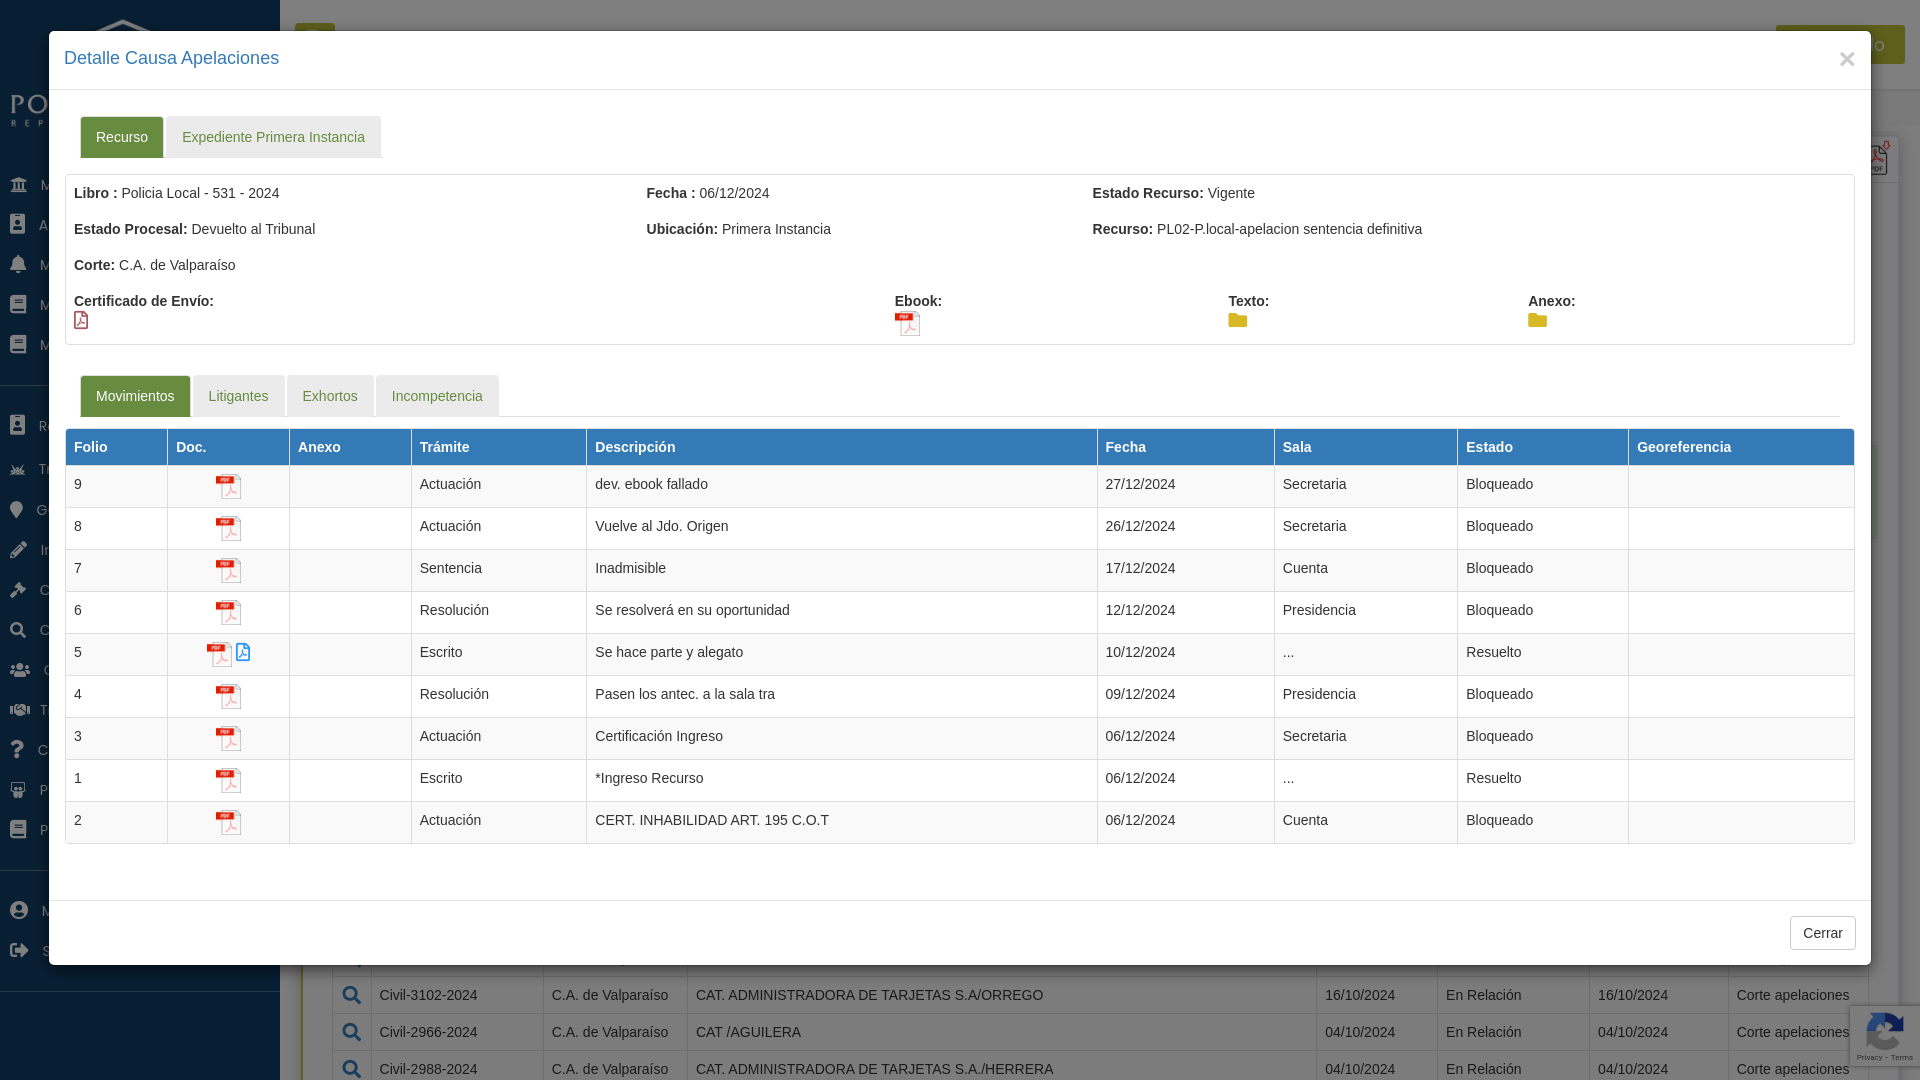 Detalle Causa Apelaciones ×
Recurso Expediente Primera Instancia
Libro : Policia Local - 531 - 2024 Fecha : 06/12/2024 Estado Recurso: Vigente
Estado Procesal: Devuelto al Tribunal Ubicación: Primera Instancia Recurso: PL02-P.local-apelacion sentencia definitiva
Corte: C.A. de Valparaíso
Certificado de Envío: Ebook: Texto: Anexo:
Movimientos Litigantes Exhortos Incompetencia
Folio Doc. Anexo Trámite Descripción Fecha Sala Estado Georeferencia
9 PDF Actuación dev. ebook fallado 27/12/2024 Secretaria Bloqueado
8 PDF Actuación Vuelve al Jdo. Origen 26/12/2024 Secretaria Bloqueado
7 PDF Sentencia Inadmisible 17/12/2024 Cuenta Bloqueado
6 PDF Resolución Se resolverá en su oportunidad 12/12/2024 Presidencia Bloqueado
5 PDF Escrito Se hace parte y alegato 10/12/2024 ... Resuelto
4 PDF Resolución Pasen los antec. a la sala tra 09/12/2024 Presidencia Bloqueado
3 PDF Actuación Certificación Ingreso 06/12/2024 Secretaria Bloqueado
1 PDF Escrito *Ingreso Recurso 06/12/2024 ... Resuelto
2 PDF Actuación CERT. INHABILIDAD ART. 195 C.O.T 06/12/2024 Cuenta Bloqueado
Cerrar
Civil-3102-2024 C.A. de Valparaíso CAT. ADMINISTRADORA DE TARJETAS S.A/ORREGO 16/10/2024 En Relación 16/10/2024 Corte apelaciones
Civil-2966-2024 C.A. de Valparaíso CAT /AGUILERA 04/10/2024 En Relación 04/10/2024 Corte apelaciones
Civil-2988-2024 C.A. de Valparaíso CAT. ADMINISTRADORA DE TARJETAS S.A./HERRERA 04/10/2024 En Relación 04/10/2024 Corte apelaciones
Privacy - Terms